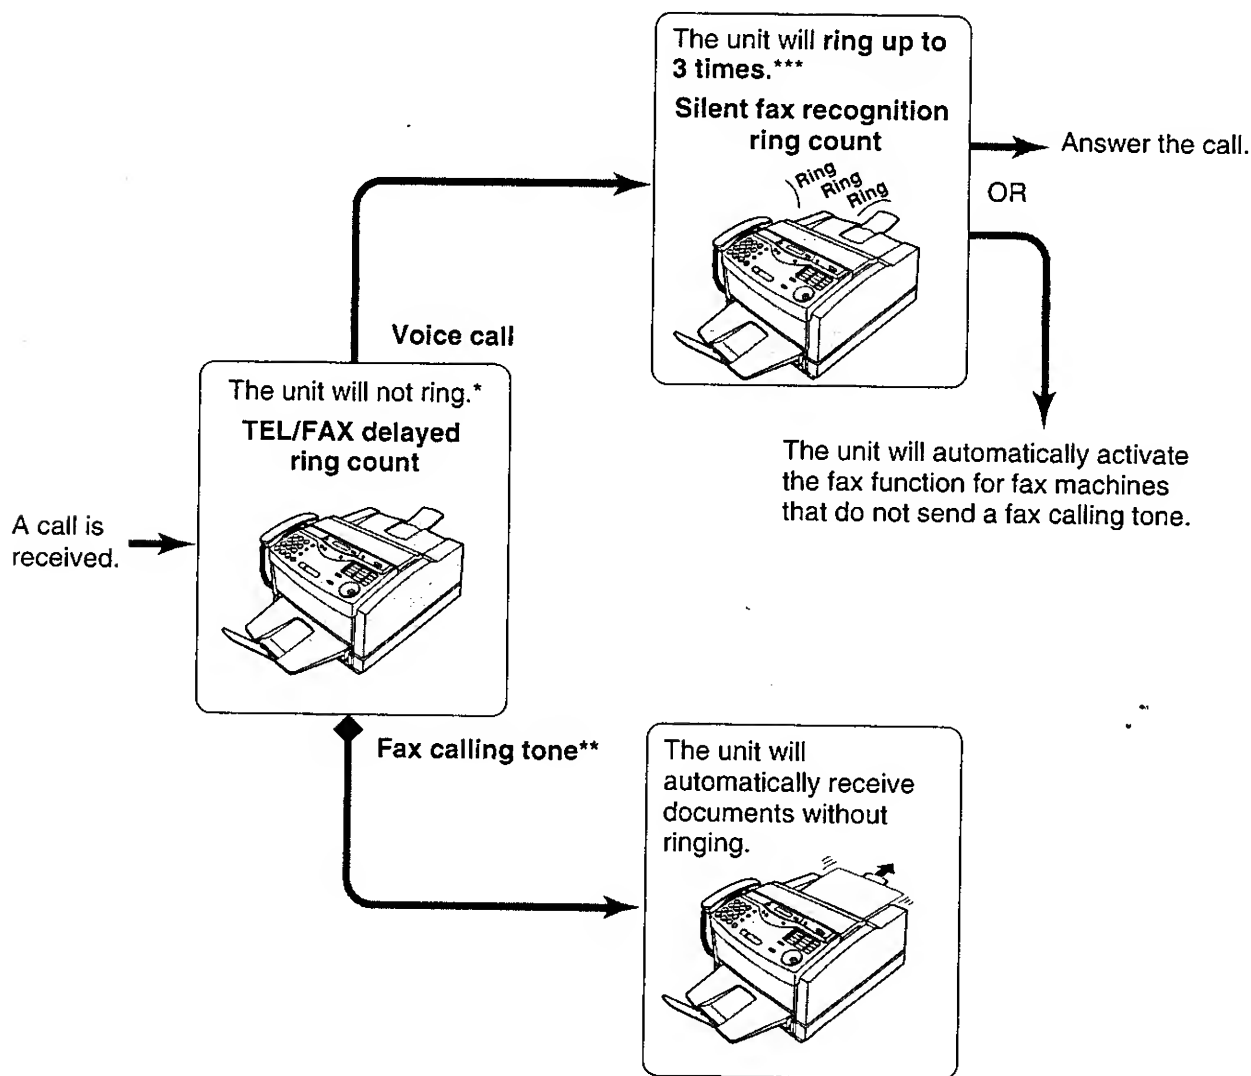 The unit will ring up to
3 times.***
Silent fax recognition
ring count
Ring
Ring
Ring
Answer the call.
OR
The unit will automatically activate
the fax function for fax machines
that do not send a fax calling tone.
Voice call
The unit will not ring.*
TEL/FAX delayed
ring count
A call is
received.
Fax calling tone**
The unit will
automatically receive
documents without
ringing.